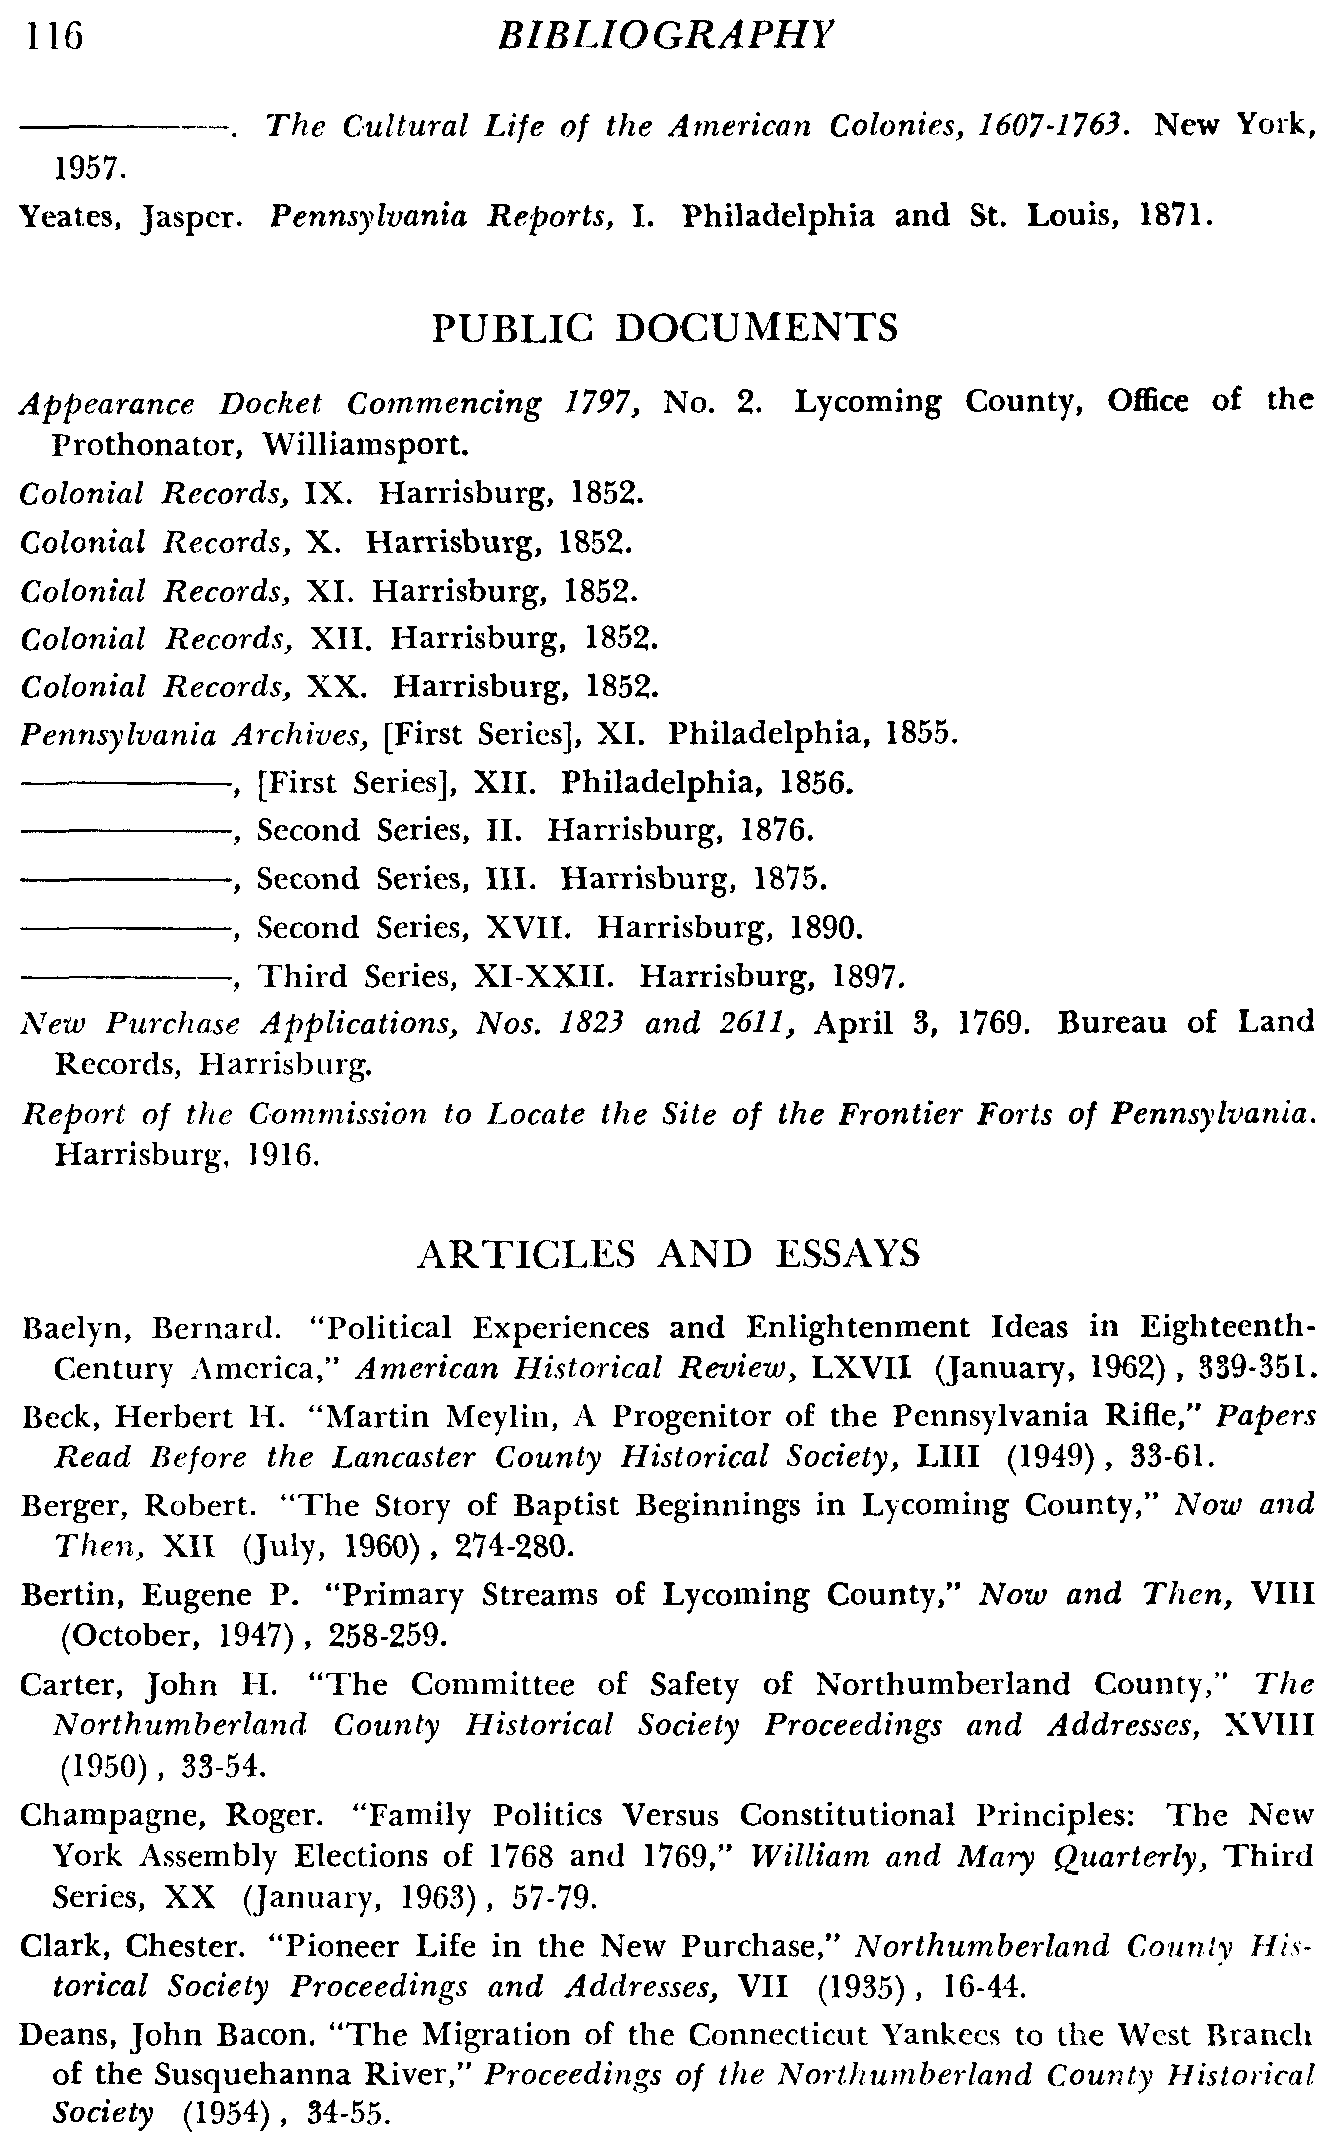 116 BIBLIOGRAPHY
————. The Cultural Life of the American Colonies, 1607-1763. New York,
1957.
Yeates, Jasper. Pennsylvania Reports, I. Philadelphia and St. Louis, 1871.
PUBLIC DOCUMENTS
Appearance Docket Commencing 1797, No. 2. Lycoming County, Office of the
Prothonator, Williamsport.
Colonial Records, IX. Harrisburg, 1852.
Colonial Records, X. Harrisburg, 1852.
Colonial Records, XI. Harrisburg, 1852.
Colonial Records, XII. Harrisburg, 1852.
Colonial Records, XX. Harrisburg, 1852.
Pennsylvania Archives, [First Series], XI. Philadelphia, 1855.
————, [First Series], XII. Philadelphia, 1856.
————, Second Series, II. Harrisburg, 1876.
————, Second Series, III. Harrisburg, 1875.
————, Second Series, XVII. Harrisburg, 1890.
————, Third Series, XI-XXII. Harrisburg, 1897.
New Purchase Applications, Nos. 1823 and 2611, April 3, 1769. Bureau of Land
Records, Harrisburg.
Report of the Commission to Locate the Site of the Frontier Forts of Pennsylvania.
Harrisburg, 1916.
ARTICLES AND ESSAYS
Baelyn, Bernard. "Political Experiences and Enlightenment Ideas in Eighteenth-
Century America," American Historical Review, LXVII (January, 1962), 339-351.
Beck, Herbert H. "Martin Meylin, A Progenitor of the Pennsylvania Rifle," Papers
Read Before the Lancaster County Historical Society, LIII (1949), 33-61.
Berger, Robert. "The Story of Baptist Beginnings in Lycoming County," Now and
Then, XII (July, 1960), 274-280.
Bertin, Eugene P. "Primary Streams of Lycoming County," Now and Then, VIII
(October, 1947), 258-259.
Carter, John H. "The Committee of Safety of Northumberland County," The
Northumberland County Historical Society Proceedings and Addresses, XVIII
(1950), 33-54.
Champagne, Roger. "Family Politics Versus Constitutional Principles: The New
York Assembly Elections of 1768 and 1769," William and Mary Quarterly, Third
Series, XX (January, 1963), 57-79.
Clark, Chester. "Pioneer Life in the New Purchase," Northumberland County His-
torical Society Proceedings and Addresses, VII (1935), 16-44.
Deans, John Bacon. "The Migration of the Connecticut Yankees to the West Branch
of the Susquehanna River," Proceedings of the Northumberland County Historical
Society (1954), 34-55.